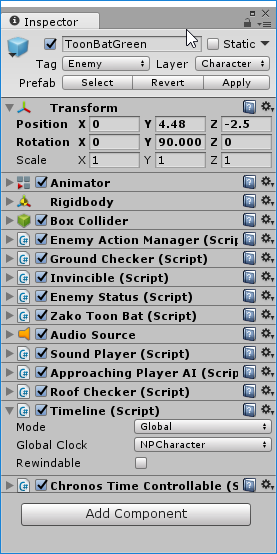 Inspector
ToonBatGreen Static
Tag Enemy Layer Character
Prefab Select Revert Apply
Transform
Position X 0 Y 4.48 Z -2.5
Rotation X 0 Y 90.000 Z 0
Scale X 1 Y 1 Z 1
Animator
Rigidbody
Box Collider
Enemy Action Manager (Scrip
Ground Checker (Script)
Invincible (Script)
Enemy Status (Script)
Zako Toon Bat (Script)
Audio Source
Sound Player (Script)
Approaching Player AI (Script)
Roof Checker (Script)
Timeline (Script)
Mode Global
Global Clock NPCharacter
Rewindable
Chronos Time Controllable (S
Add Component